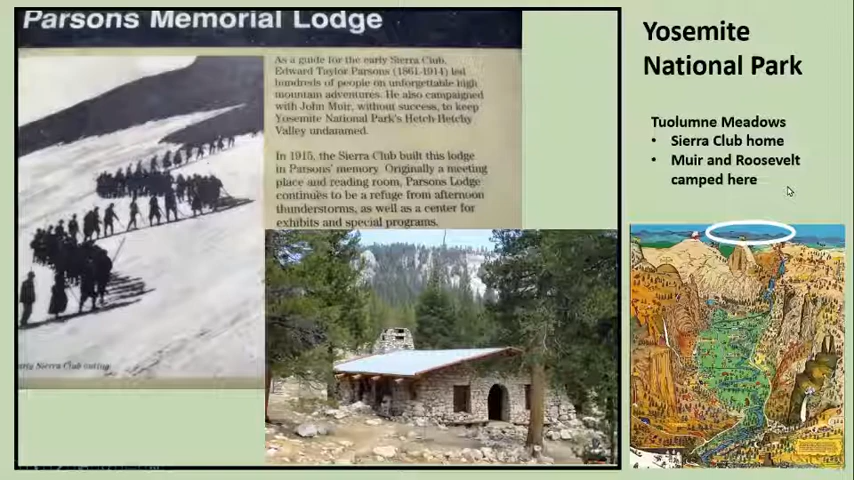 Parsons Memorial Lodge
As a guide for the early Sierra Club,
Edward Taylor Parsons (1861-1914) led
hundreds of people on unforgettable high
mountain adventures. He also campaigned
with John Muir, without success, to keep
Yosemite National Park's Hetch Hetchy
Valley undammed.
In 1915, the Sierra Club built this lodge
in Parsons' memory. Originally a meeting
place and reading room, Parsons Lodge
continues to be a refuge from afternoon
thunderstorms, as well as a center for
exhibits and special programs.
Early Sierra Club outing
Yosemite
National Park
Tuolumne Meadows
• Sierra Club home
• Muir and Roosevelt
camped here